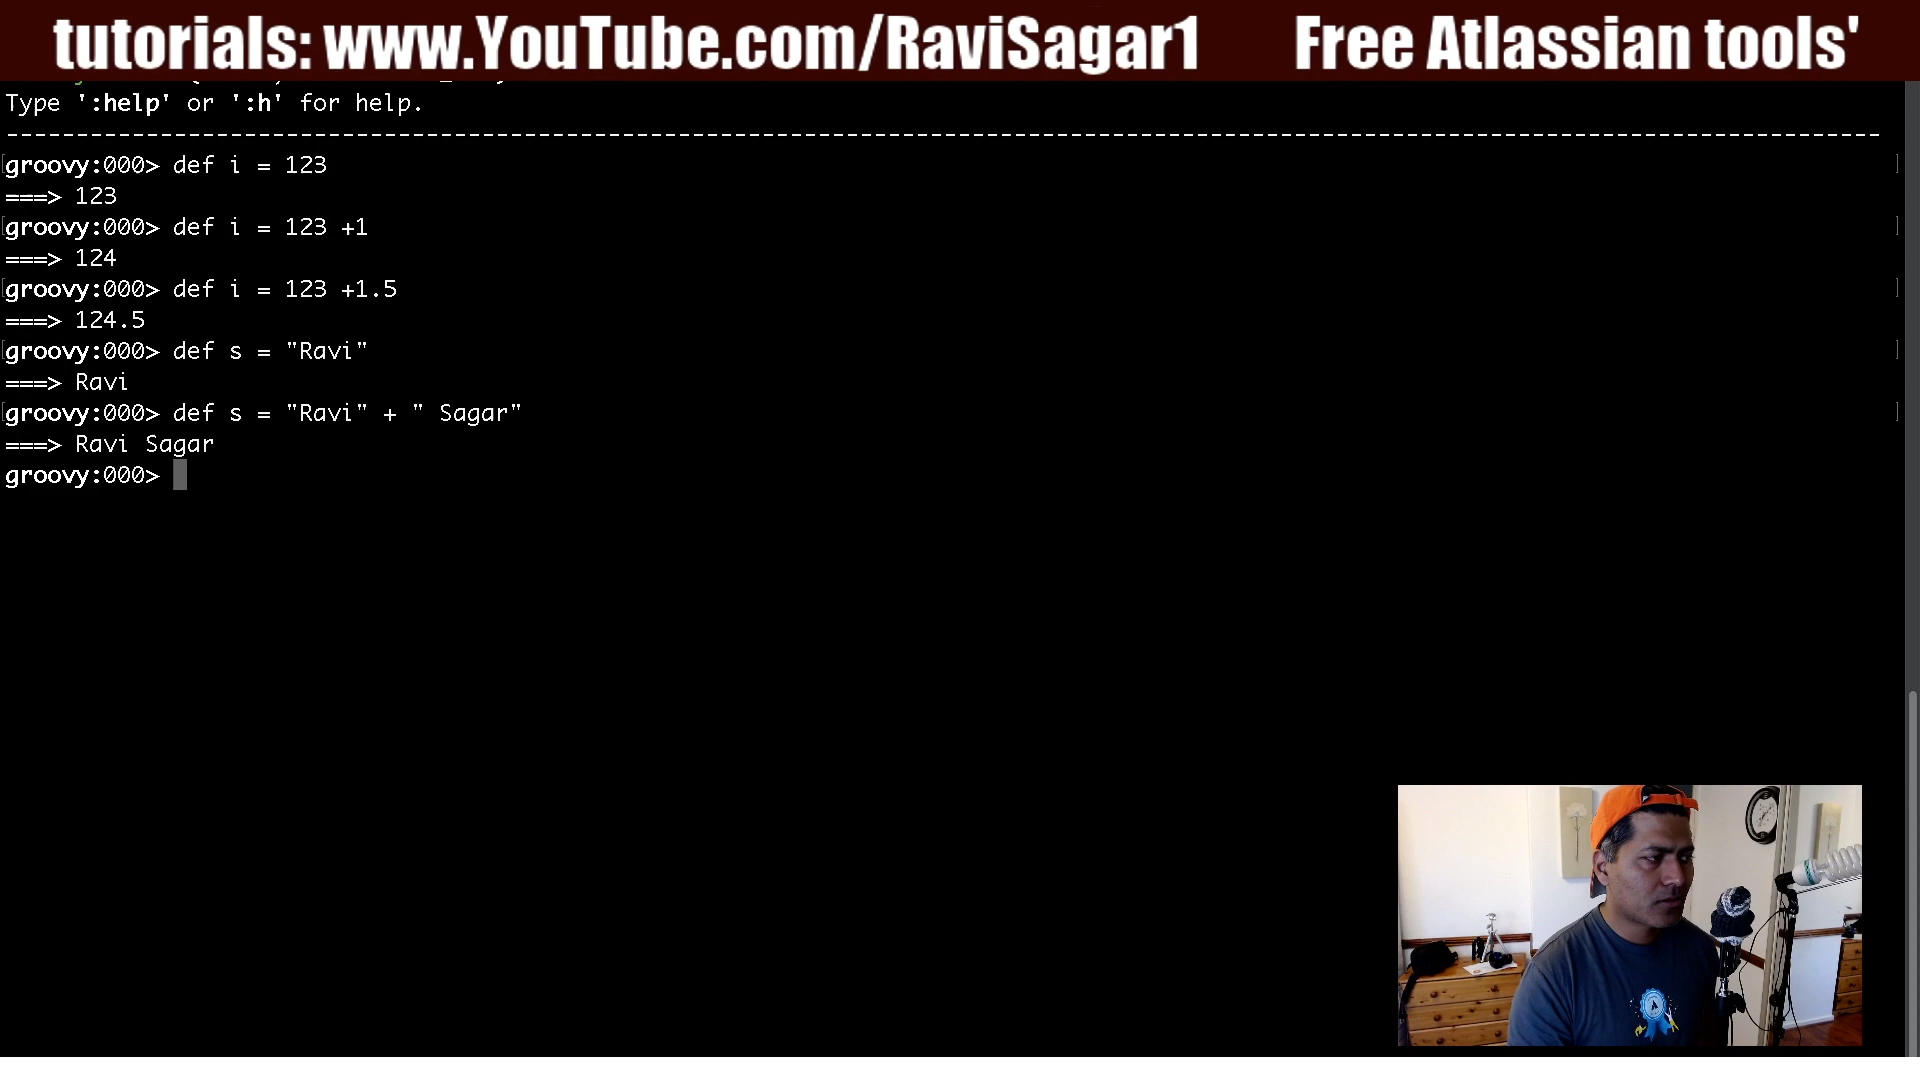 tutorials: www.YouTube.com/RaviSagar1 Free Atlassian tools'
Type ':help' or ':h' for help.
--------------------------------------------------------------------------------------------------------------------------------------
groovy:000> def i = 123
===> 123
groovy:000> def i = 123 +1
===> 124
groovy:000> def i = 123 +1.5
===> 124.5
groovy:000> def s = "Ravi"
===> Ravi
groovy:000> def s = "Ravi" + " Sagar"
===> Ravi Sagar
groovy:000>